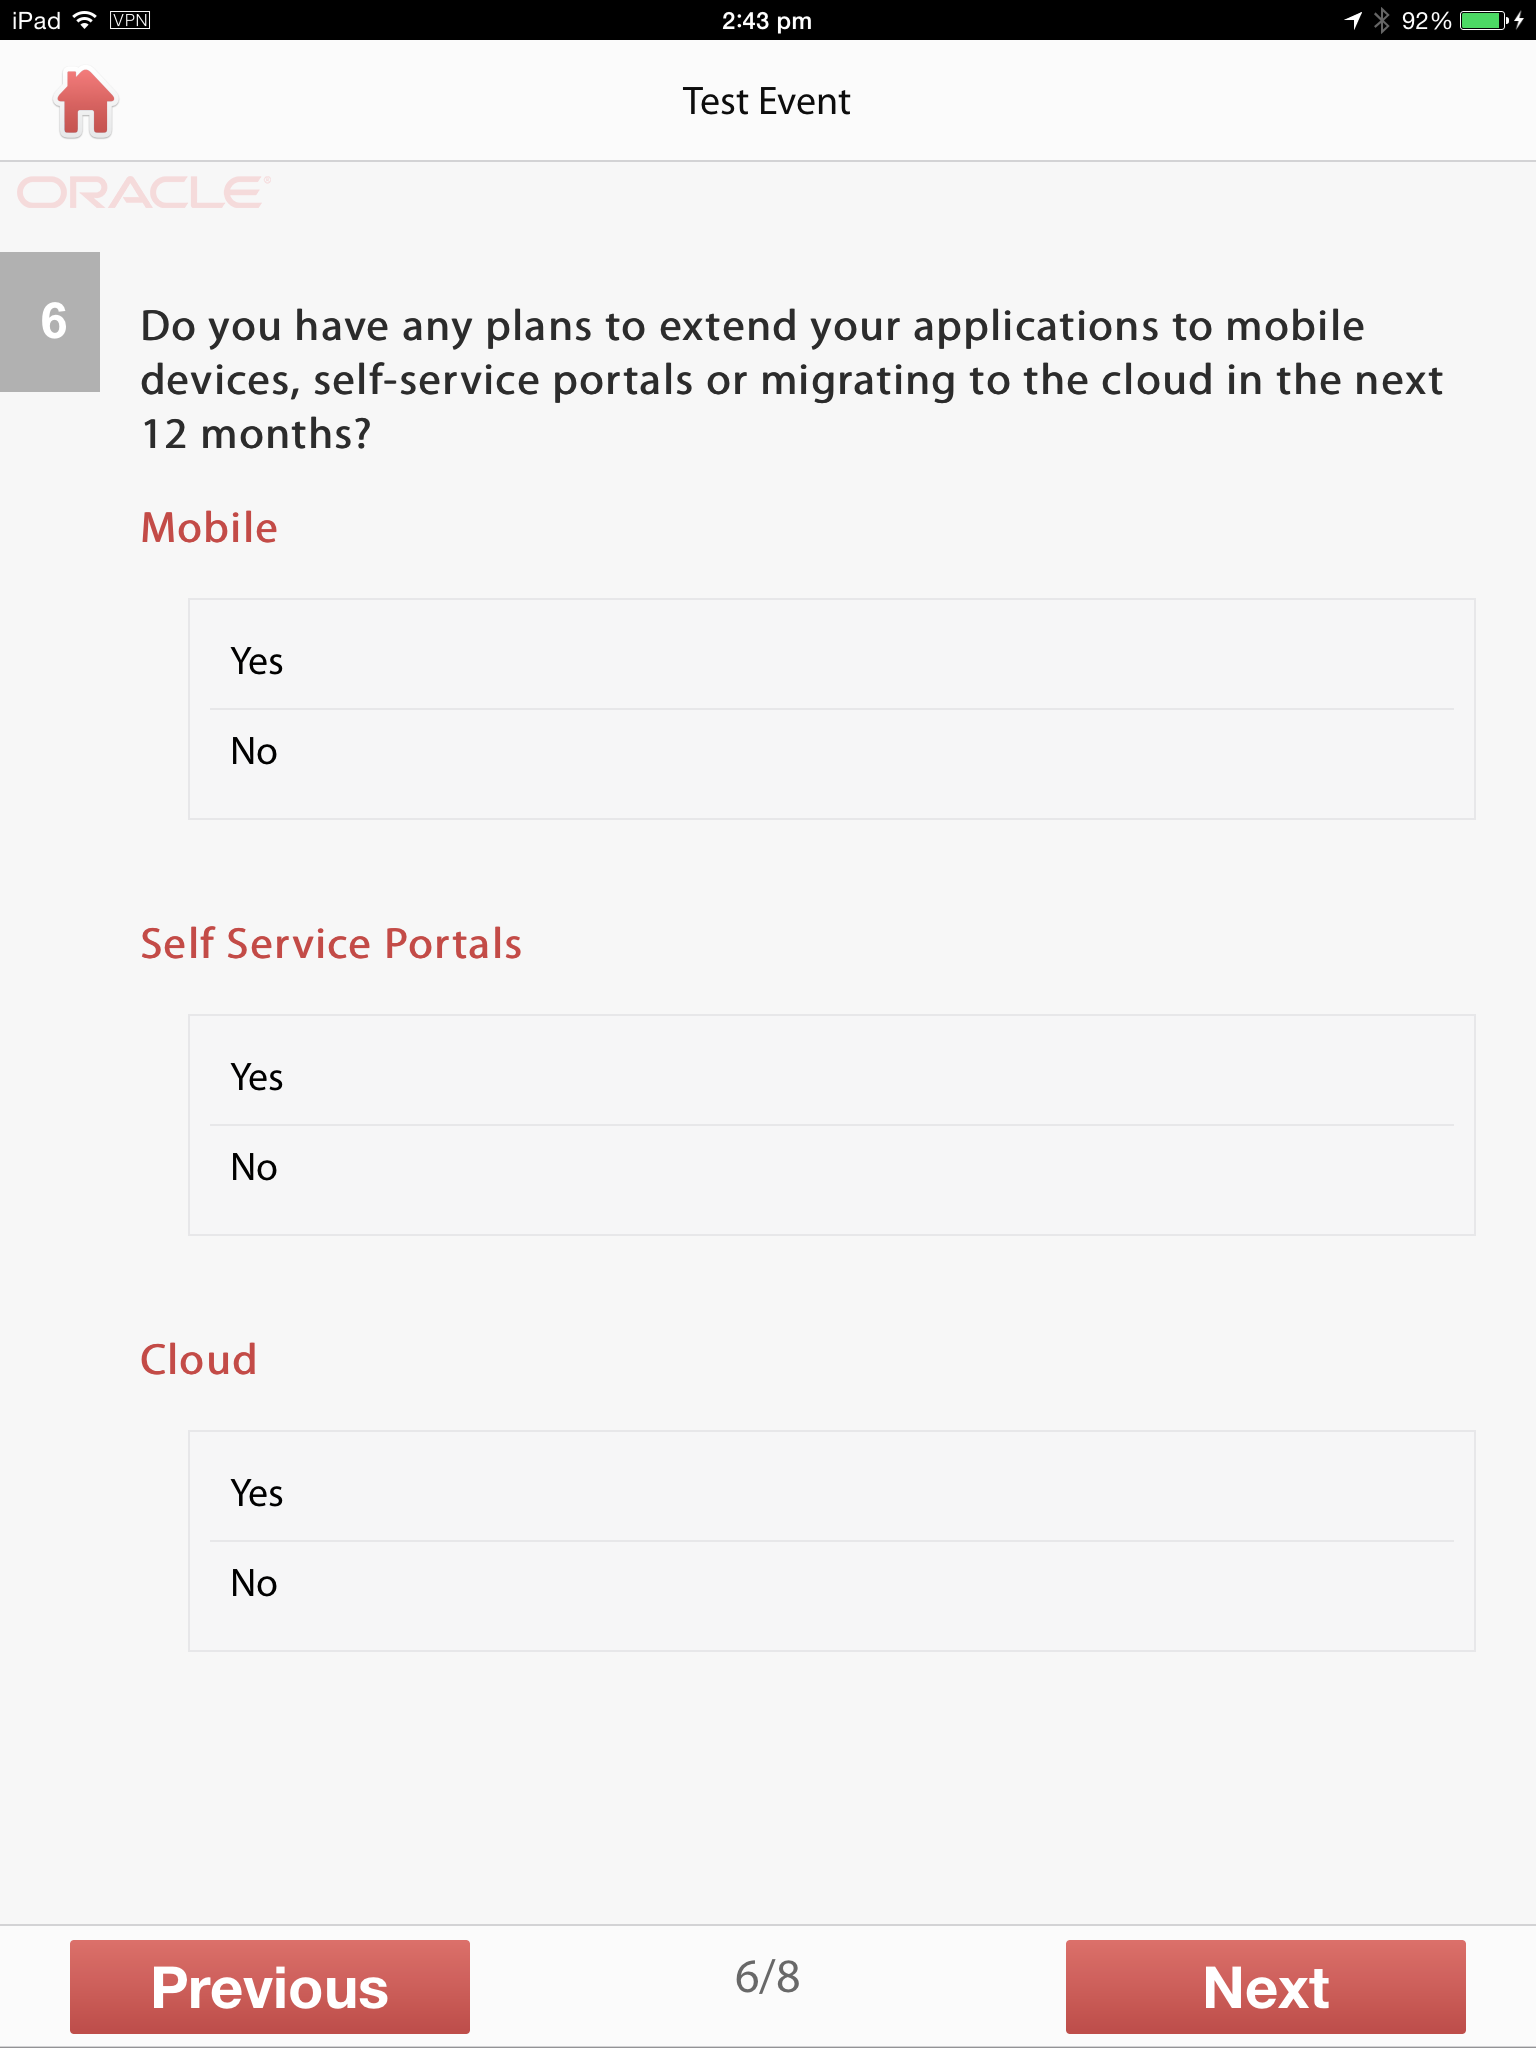 iPad VPN 2:43 pm 92%
Test Event
ORACLE®
6
Do you have any plans to extend your applications to mobile
devices, self-service portals or migrating to the cloud in the next
12 months?
Mobile
Yes
No
Self Service Portals
Yes
No
Cloud
Yes
No
Previous 6/8 Next